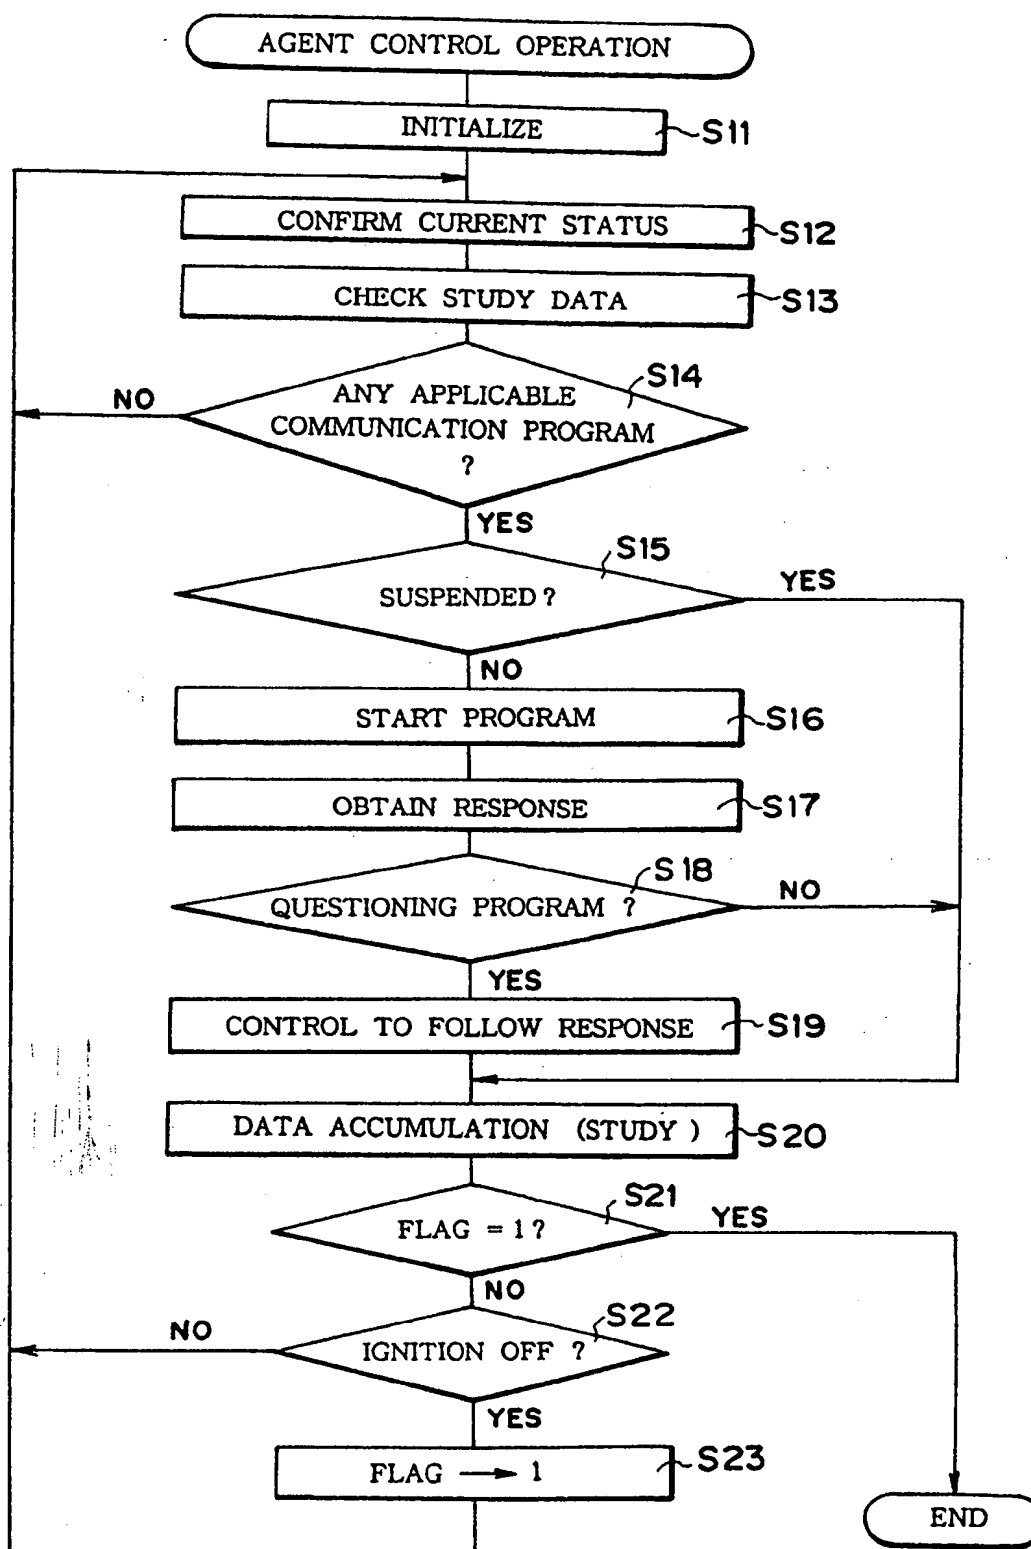 AGENT CONTROL OPERATION
INITIALIZE
S11
CONFIRM CURRENT STATUS
S12
CHECK STUDY DATA
S13
S14
NO
ANY APPLICABLE
COMMUNICATION PROGRAM
?
YES
S15
SUSPENDED ?
YES
NO
START PROGRAM
S16
OBTAIN RESPONSE
S17
S18
QUESTIONING PROGRAM ?
NO
YES
CONTROL TO FOLLOW RESPONSE
S19
DATA ACCUMULATION (STUDY)
S20
S21
FLAG = 1 ?
YES
NO
S22
NO
IGNITION OFF ?
YES
FLAG → 1
S23
END